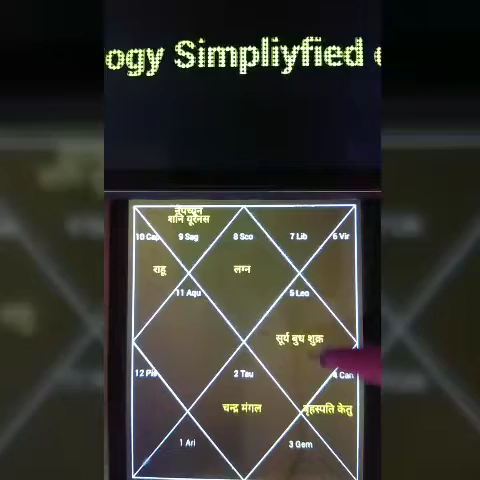 ogy Simpliyfied
नेपच्यून
शनि यूरेनस
10 Cap 9 Sag 8 Sco 7 Lib 6 Vir
राहू लग्न
11 Aqu 5 Leo
सूर्य बुध शुक्र
12 Pis 2 Tau 4 Can
चन्द्र मंगल बृहस्पति केतु
1 Ari 3 Gem